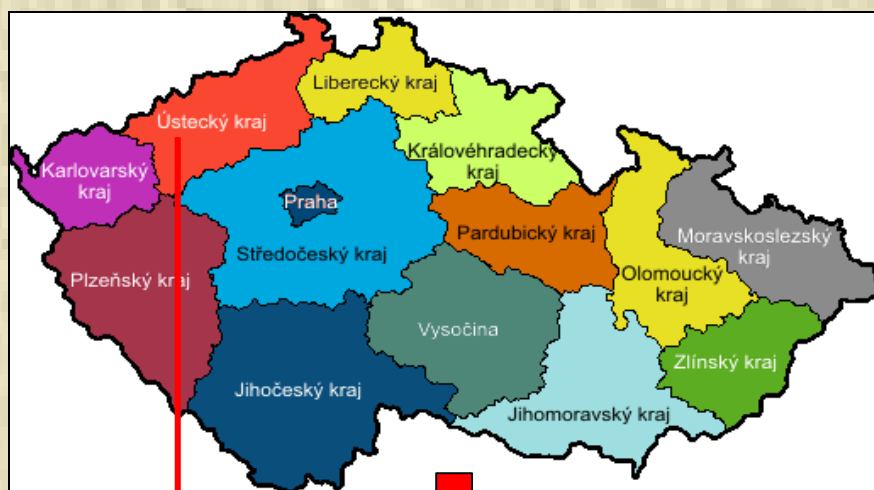 Liberecký kraj
Ústecký kraj
Královéhradecký
kraj
Karlovarský
kraj
Praha
Pardubický kraj
Moravskoslezský
kraj
Středočeský kraj
Olomoucký
kraj
Plzeňský kraj
Vysočina
Zlínský kraj
Jihočeský kraj
Jihomoravský kraj